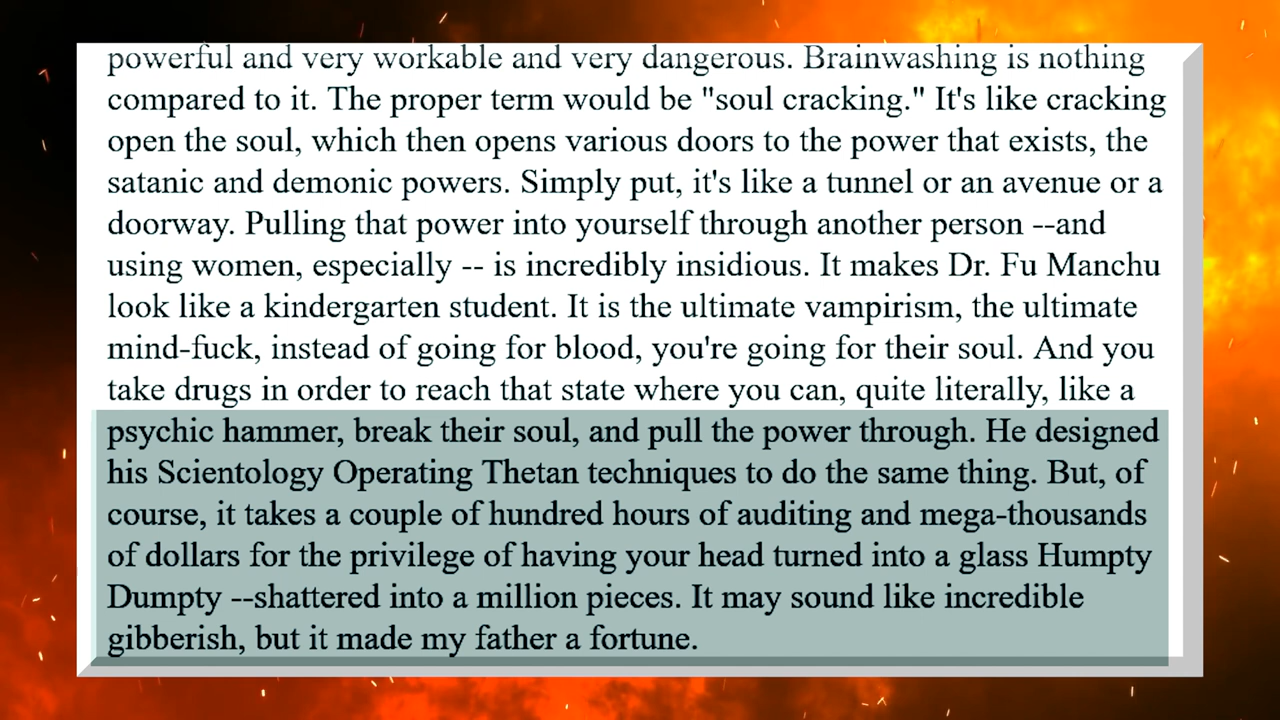 powerful and very workable and very dangerous. Brainwashing is nothing
compared to it. The proper term would be "soul cracking." It's like cracking
open the soul, which then opens various doors to the power that exists, the
satanic and demonic powers. Simply put, it's like a tunnel or an avenue or a
doorway. Pulling that power into yourself through another person --and
using women, especially -- is incredibly insidious. It makes Dr. Fu Manchu
look like a kindergarten student. It is the ultimate vampirism, the ultimate
mind-fuck, instead of going for blood, you're going for their soul. And you
take drugs in order to reach that state where you can, quite literally, like a
psychic hammer, break their soul, and pull the power through. He designed
his Scientology Operating Thetan techniques to do the same thing. But, of
course, it takes a couple of hundred hours of auditing and mega-thousands
of dollars for the privilege of having your head turned into a glass Humpty
Dumpty --shattered into a million pieces. It may sound like incredible
gibberish, but it made my father a fortune.